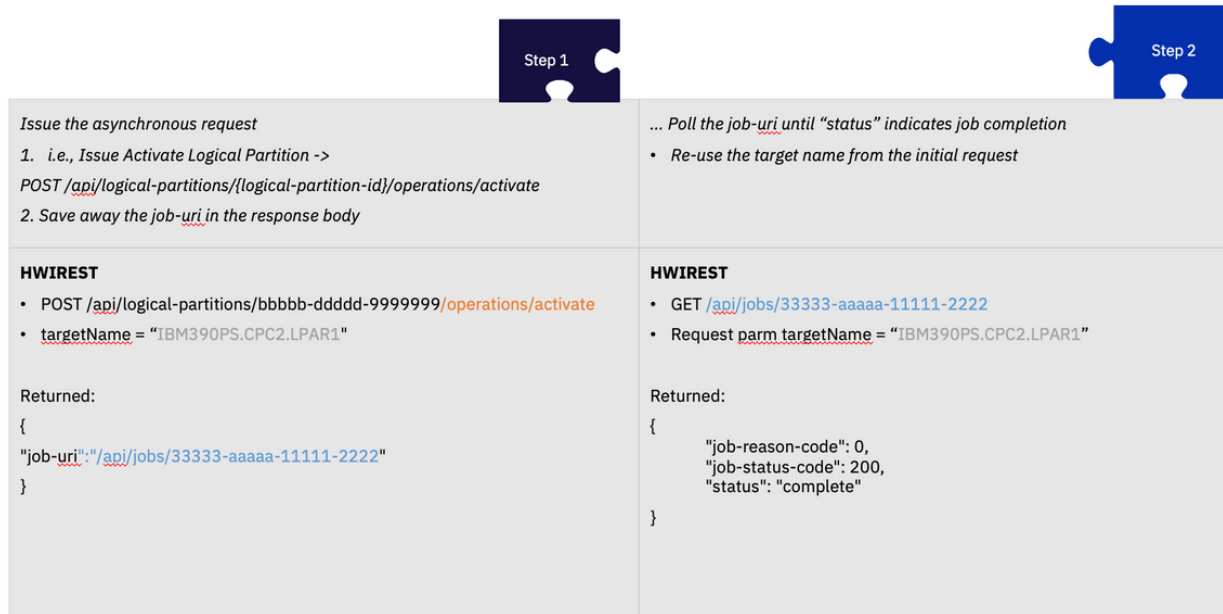 Step 1
Step 2
Issue the asynchronous request
1. i.e., Issue Activate Logical Partition ->
POST /api/logical-partitions/{logical-partition-id}/operations/activate
2. Save away the job-uri in the response body
... Poll the job-uri until “status” indicates job completion
• Re-use the target name from the initial request
HWIREST
• POST /api/logical-partitions/bbbbb-ddddd-9999999/operations/activate
• targetName = “IBM390PS.CPC2.LPAR1"
Returned:
{
"job-uri":"/api/jobs/33333-aaaaa-11111-2222"
}
HWIREST
• GET /api/jobs/33333-aaaaa-11111-2222
• Request parm targetName = “IBM390PS.CPC2.LPAR1”
Returned:
{
"job-reason-code": 0,
"job-status-code": 200,
"status": "complete"
}